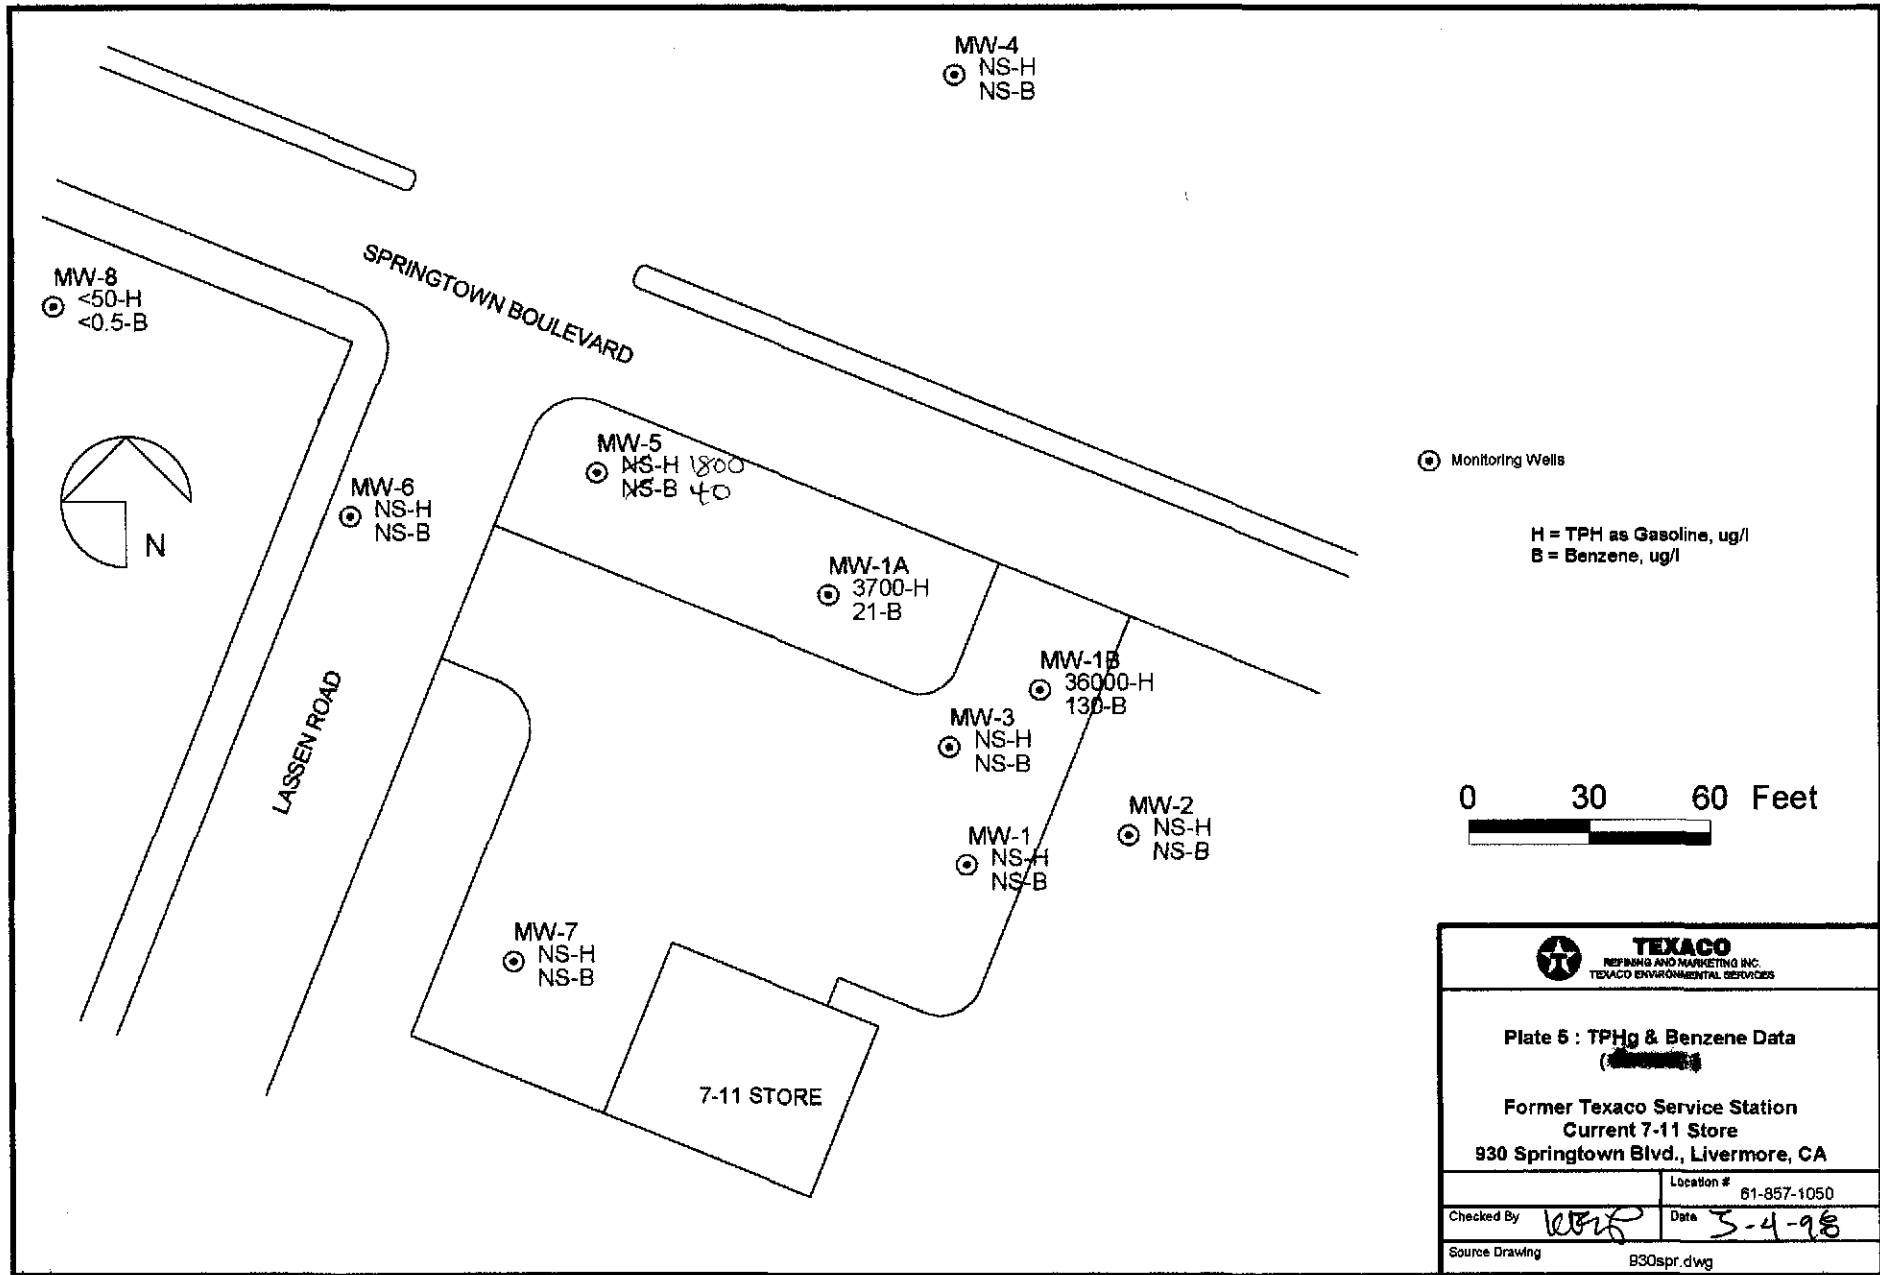 MW-4
NS-H
NS-B
SPRINGTOWN BOULEVARD
MW-8
<50-H
<0.5-B
MW-5
NS-H 1800
NS-B 40
MW-6
NS-H
NS-B
N
MW-1A
3700-H
21-B
MW-1B
36000-H
130-B
MW-3
NS-H
NS-B
MW-2
NS-H
NS-B
MW-1
NS-H
NS-B
LASSEN ROAD
MW-7
NS-H
NS-B
7-11 STORE
Monitoring Wells
H = TPH as Gasoline, ug/l
B = Benzene, ug/l
0 30 60 Feet
TEXACO
REFINING AND MARKETING INC.
TEXACO ENVIRONMENTAL SERVICES
Plate 5 : TPHg & Benzene Data
Former Texaco Service Station
Current 7-11 Store
930 Springtown Blvd., Livermore, CA
Location # 61-857-1050
Checked By
Date 3-4-98
Source Drawing 930spr.dwg